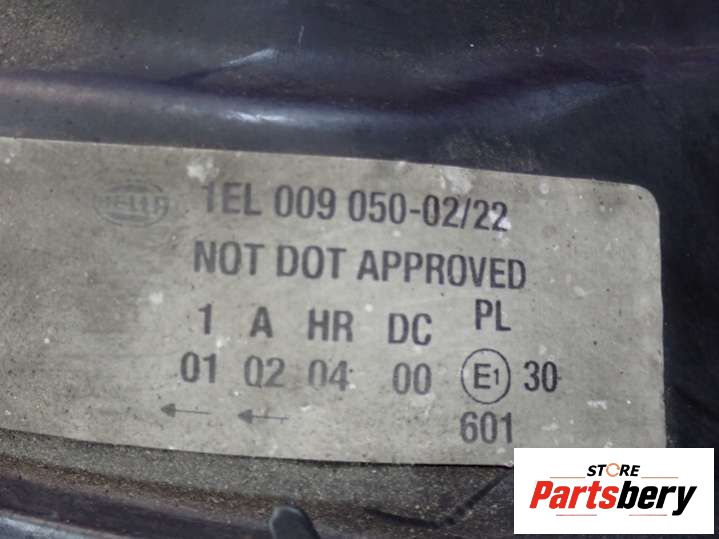 HELLA 1EL 009 050-02/22
NOT DOT APPROVED
1 A HR DC PL
01 02 04 00 E1 30
601
STORE
Partsbery